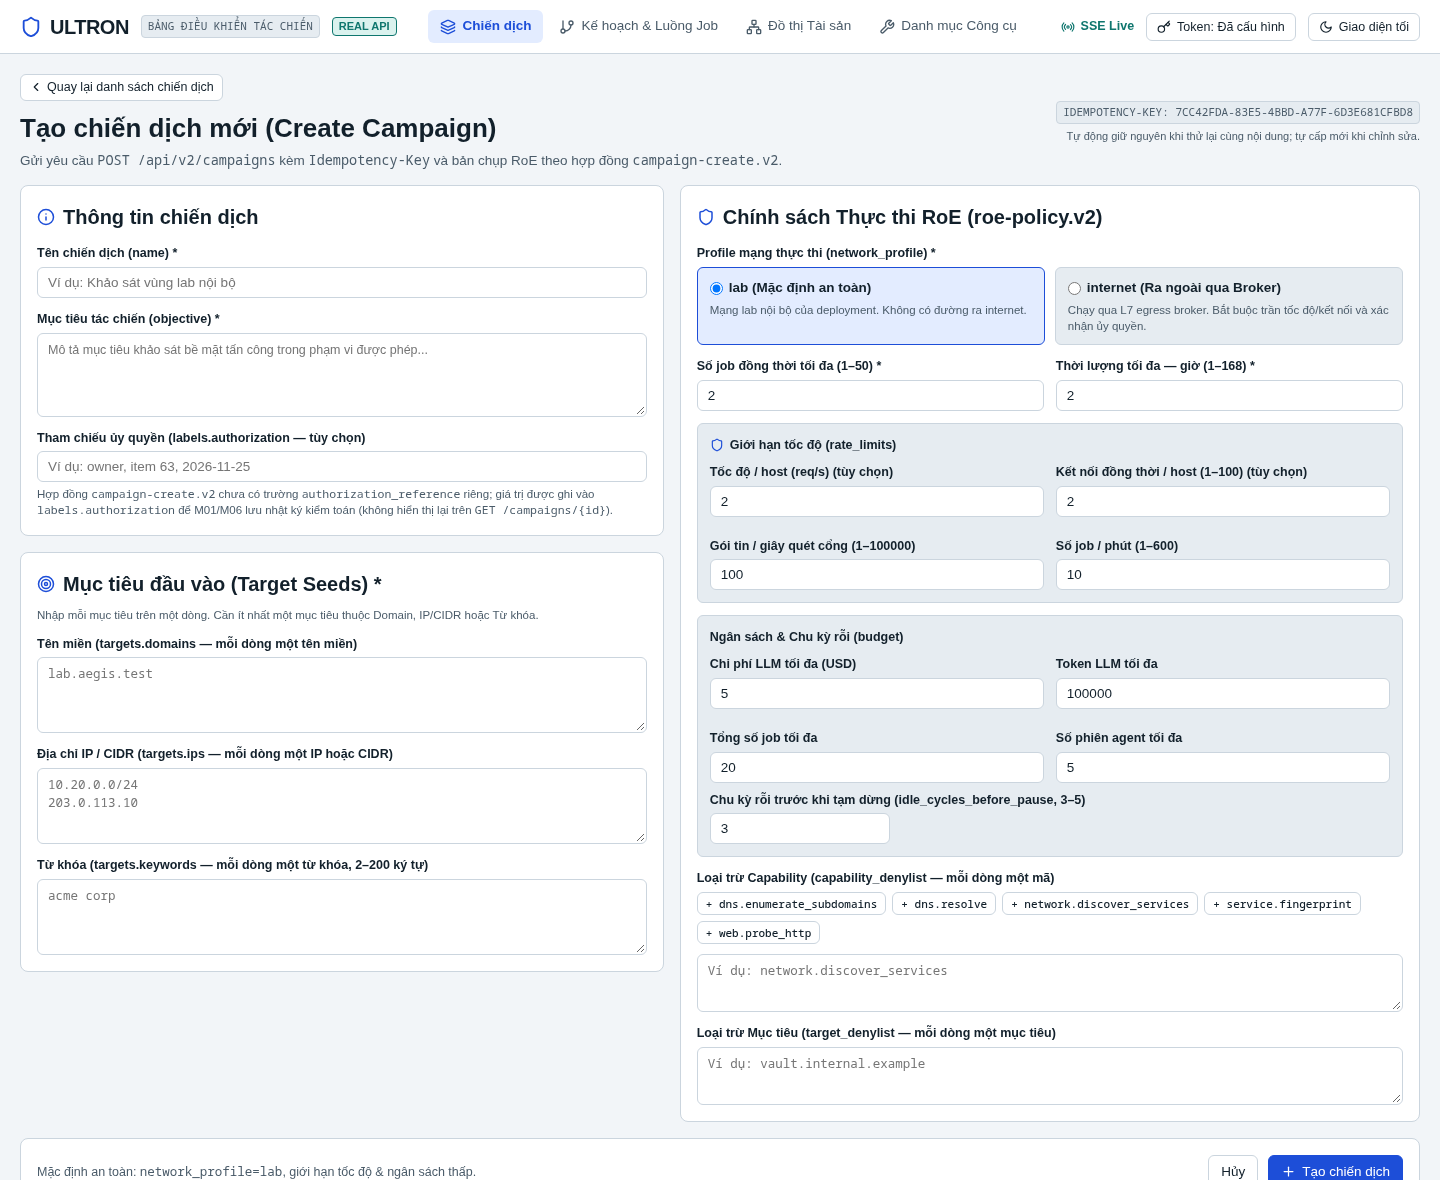 ULTRON
BẢNG ĐIỀU KHIỂN TÁC CHIẾN
REAL API
Chiến dịch
Kế hoạch & Luồng Job
Đồ thị Tài sản
Danh mục Công cụ
SSE Live
Token: Đã cấu hình
Giao diện tối
Quay lại danh sách chiến dịch
Tạo chiến dịch mới (Create Campaign)
Gửi yêu cầu POST /api/v2/campaigns kèm Idempotency-Key và bản chụp RoE theo hợp đồng campaign-create.v2.
IDEMPOTENCY-KEY: 7CC42FDA-83E5-4BBD-A77F-6D3E681CFBD8
Tự động giữ nguyên khi thử lại cùng nội dung; tự cấp mới khi chỉnh sửa.
Thông tin chiến dịch
Tên chiến dịch (name) *
Ví dụ: Khảo sát vùng lab nội bộ
Mục tiêu tác chiến (objective) *
Mô tả mục tiêu khảo sát bề mặt tấn công trong phạm vi được phép...
Tham chiếu ủy quyền (labels.authorization — tùy chọn)
Ví dụ: owner, item 63, 2026-11-25
Hợp đồng campaign-create.v2 chưa có trường authorization_reference riêng; giá trị được ghi vào
labels.authorization để M01/M06 lưu nhật ký kiểm toán (không hiển thị lại trên GET /campaigns/{id}).
Mục tiêu đầu vào (Target Seeds) *
Nhập mỗi mục tiêu trên một dòng. Cần ít nhất một mục tiêu thuộc Domain, IP/CIDR hoặc Từ khóa.
Tên miền (targets.domains — mỗi dòng một tên miền)
lab.aegis.test
Địa chỉ IP / CIDR (targets.ips — mỗi dòng một IP hoặc CIDR)
10.20.0.0/24
203.0.113.10
Từ khóa (targets.keywords — mỗi dòng một từ khóa, 2–200 ký tự)
acme corp
Chính sách Thực thi RoE (roe-policy.v2)
Profile mạng thực thi (network_profile) *
lab (Mặc định an toàn)
Mạng lab nội bộ của deployment. Không có đường ra internet.
internet (Ra ngoài qua Broker)
Chạy qua L7 egress broker. Bắt buộc trần tốc độ/kết nối và xác
nhận ủy quyền.
Số job đồng thời tối đa (1–50) *
Thời lượng tối đa — giờ (1–168) *
2
2
Giới hạn tốc độ (rate_limits)
Tốc độ / host (req/s) (tùy chọn)
Kết nối đồng thời / host (1–100) (tùy chọn)
2
2
Gói tin / giây quét cổng (1–100000)
Số job / phút (1–600)
100
10
Ngân sách & Chu kỳ rỗi (budget)
Chi phí LLM tối đa (USD)
Token LLM tối đa
5
100000
Tổng số job tối đa
Số phiên agent tối đa
20
5
Chu kỳ rỗi trước khi tạm dừng (idle_cycles_before_pause, 3–5)
3
Loại trừ Capability (capability_denylist — mỗi dòng một mã)
+ dns.enumerate_subdomains
+ dns.resolve
+ network.discover_services
+ service.fingerprint
+ web.probe_http
Ví dụ: network.discover_services
Loại trừ Mục tiêu (target_denylist — mỗi dòng một mục tiêu)
Ví dụ: vault.internal.example
Mặc định an toàn: network_profile=lab, giới hạn tốc độ & ngân sách thấp.
Hủy
Tạo chiến dịch